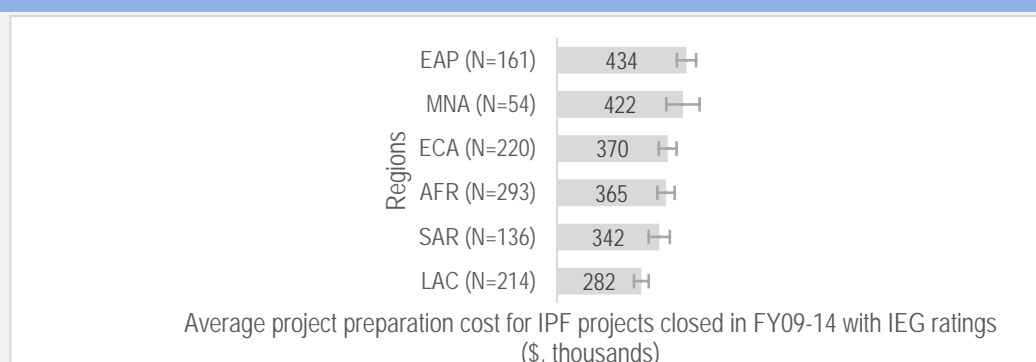 EAP (N=161) 434
MNA (N=54) 422
Regions
ECA (N=220) 370
AFR (N=293) 365
SAR (N=136) 342
LAC (N=214) 282
Average project preparation cost for IPF projects closed in FY09-14 with IEG ratings
($, thousands)